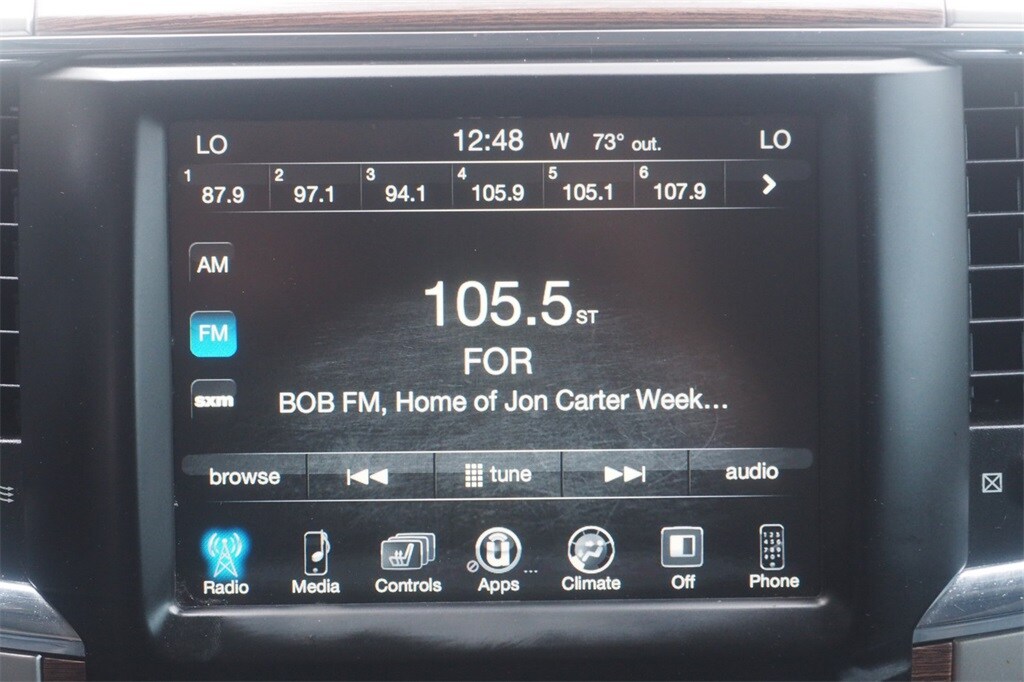 LO 12:48 W 73° out. LO
1 87.9 2 97.1 3 94.1 4 105.9 5 105.1 6 107.9
AM
105.5 ST
FM
FOR
sxm
BOB FM, Home of Jon Carter Week...
browse tune audio
Radio Media Controls Apps ... Climate Off Phone